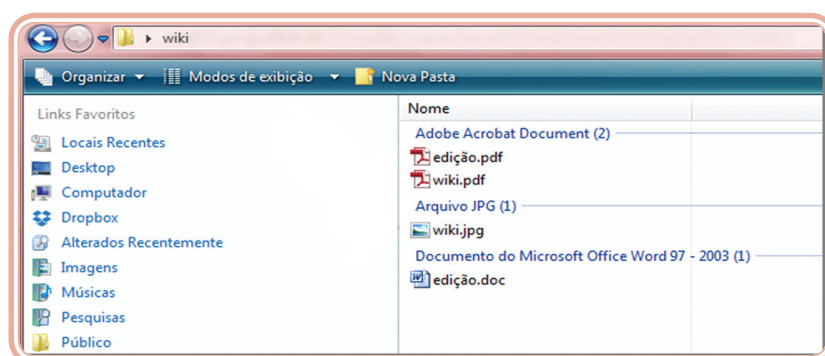 wiki
Organizar Modos de exibição Nova Pasta
Links Favoritos
Locais Recentes
Desktop
Computador
Dropbox
Alterados Recentemente
Imagens
Músicas
Pesquisas
Público
Nome
Adobe Acrobat Document (2)
edição.pdf
wiki.pdf
Arquivo JPG (1)
wiki.jpg
Documento do Microsoft Office Word 97 - 2003 (1)
edição.doc